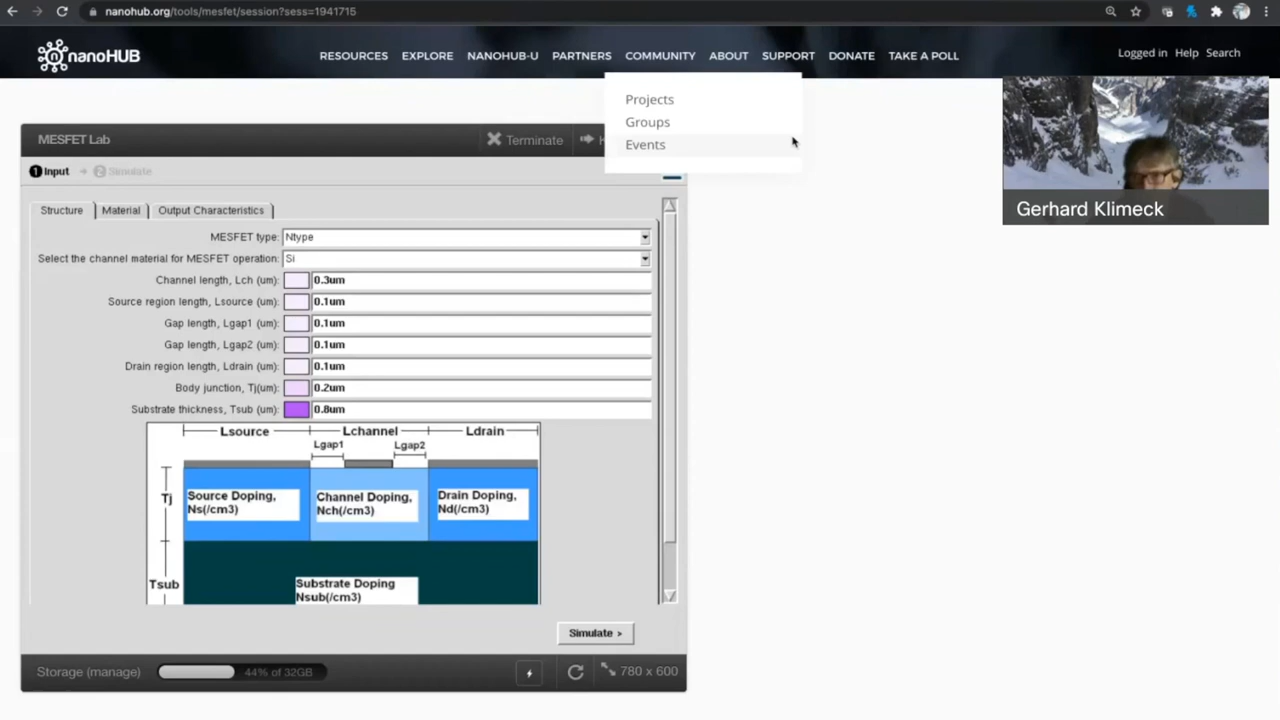 nanohub.org/tools/mesfet/session?sess=1941715
nanoHUB
RESOURCES EXPLORE NANOHUB-U PARTNERS COMMUNITY ABOUT SUPPORT DONATE TAKE A POLL
Logged in Help Search
Projects
Groups
Events
Gerhard Klimeck
MESFET Lab
Terminate
1 Input 2 Simulate
Structure Material Output Characteristics
MESFET type: Ntype
Select the channel material for MESFET operation: Si
Channel length, Lch (um): 0.3um
Source region length, Lsource (um): 0.1um
Gap length, Lgap1 (um): 0.1um
Gap length, Lgap2 (um): 0.1um
Drain region length, Ldrain (um): 0.1um
Body junction, Tj(um): 0.2um
Substrate thickness, Tsub (um): 0.8um
Lsource Lchannel Ldrain
Lgap1 Lgap2
Tj
Source Doping,
Ns(/cm3)
Channel Doping,
Nch(/cm3)
Drain Doping,
Nd(/cm3)
Tsub
Substrate Doping
Nsub(/cm3)
Simulate >
Storage (manage) 44% of 32GB 780 x 600